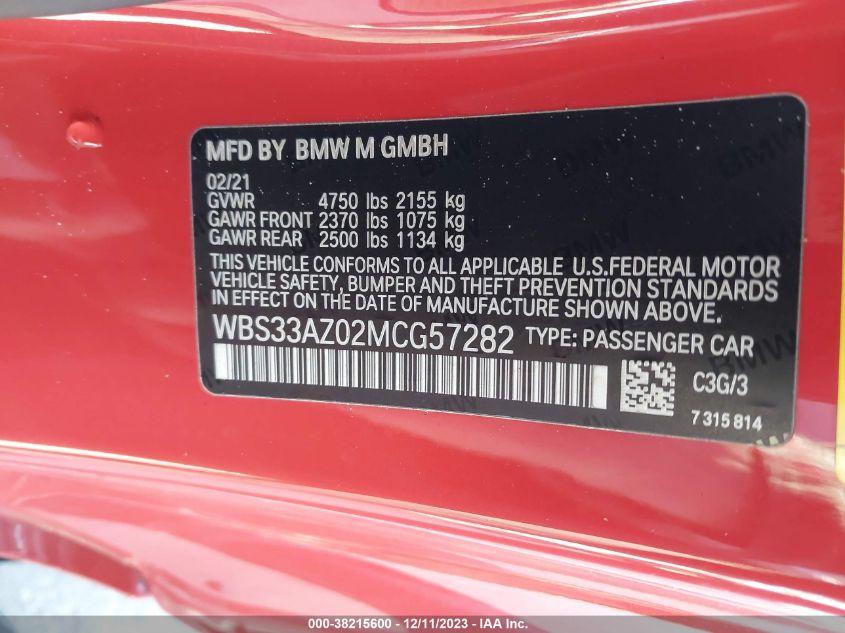 MFD BY BMW M GMBH
02/21
GVWR 4750 lbs 2155 kg
GAWR FRONT 2370 lbs 1075 kg
GAWR REAR 2500 lbs 1134 kg
THIS VEHICLE CONFORMS TO ALL APPLICABLE U.S.FEDERAL MOTOR
VEHICLE SAFETY, BUMPER AND THEFT PREVENTION STANDARDS
IN EFFECT ON THE DATE OF MANUFACTURE SHOWN ABOVE.
WBS33AZ02MCG57282 TYPE: PASSENGER CAR
C3G/3
7 315 814
000-38215600 - 12/11/2023 - IAA Inc.